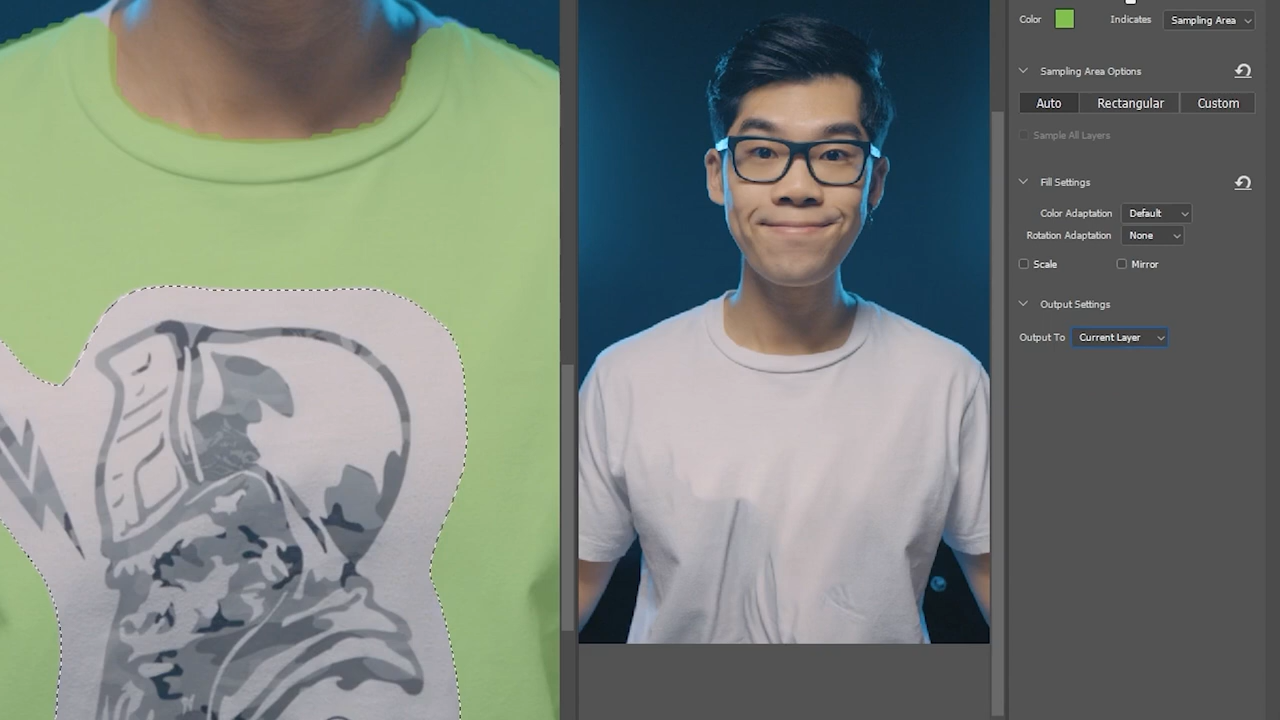 Color
Indicates
Sampling Area
Sampling Area Options
Auto
Rectangular
Custom
Sample All Layers
Fill Settings
Color Adaptation
Default
Rotation Adaptation
None
Scale
Mirror
Output Settings
Output To
Current Layer